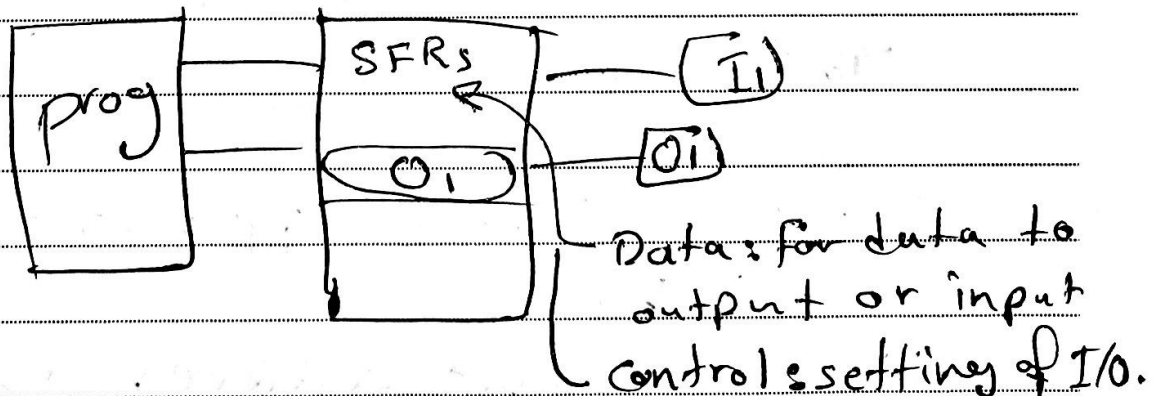 prog
SFRs
I1
O1
O1
Data: for data to
output or input
control: setting of I/O.